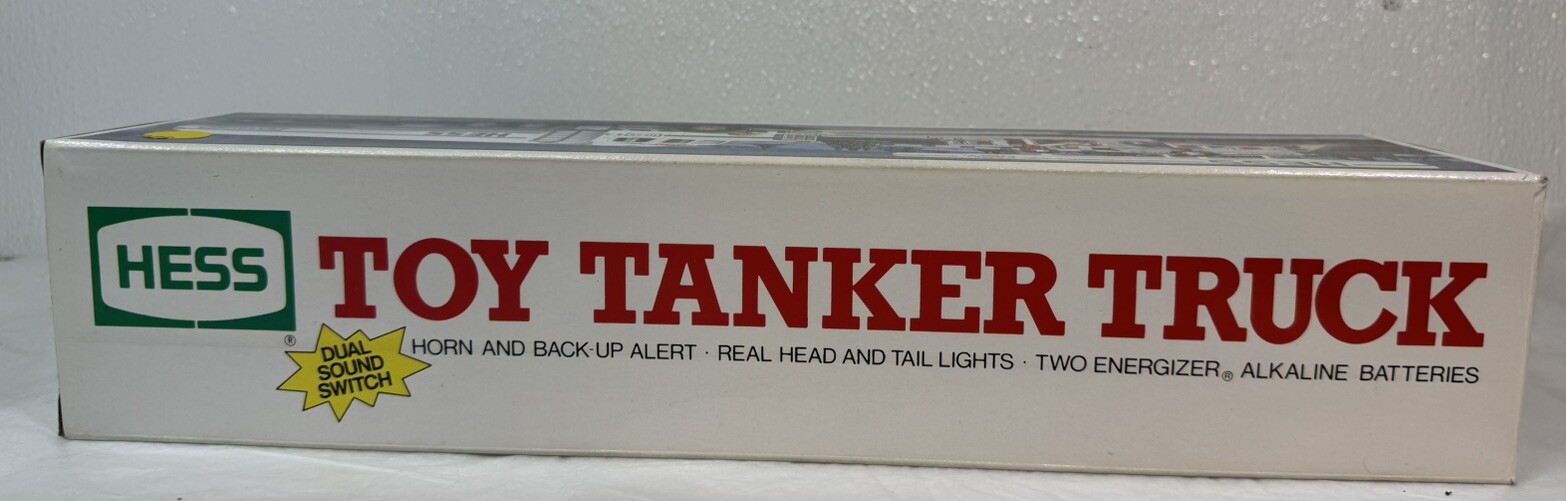 HESS
HESS
TOY TANKER TRUCK
®
DUAL
SOUND
SWITCH
HORN AND BACK-UP ALERT · REAL HEAD AND TAIL LIGHTS · TWO ENERGIZER® ALKALINE BATTERIES